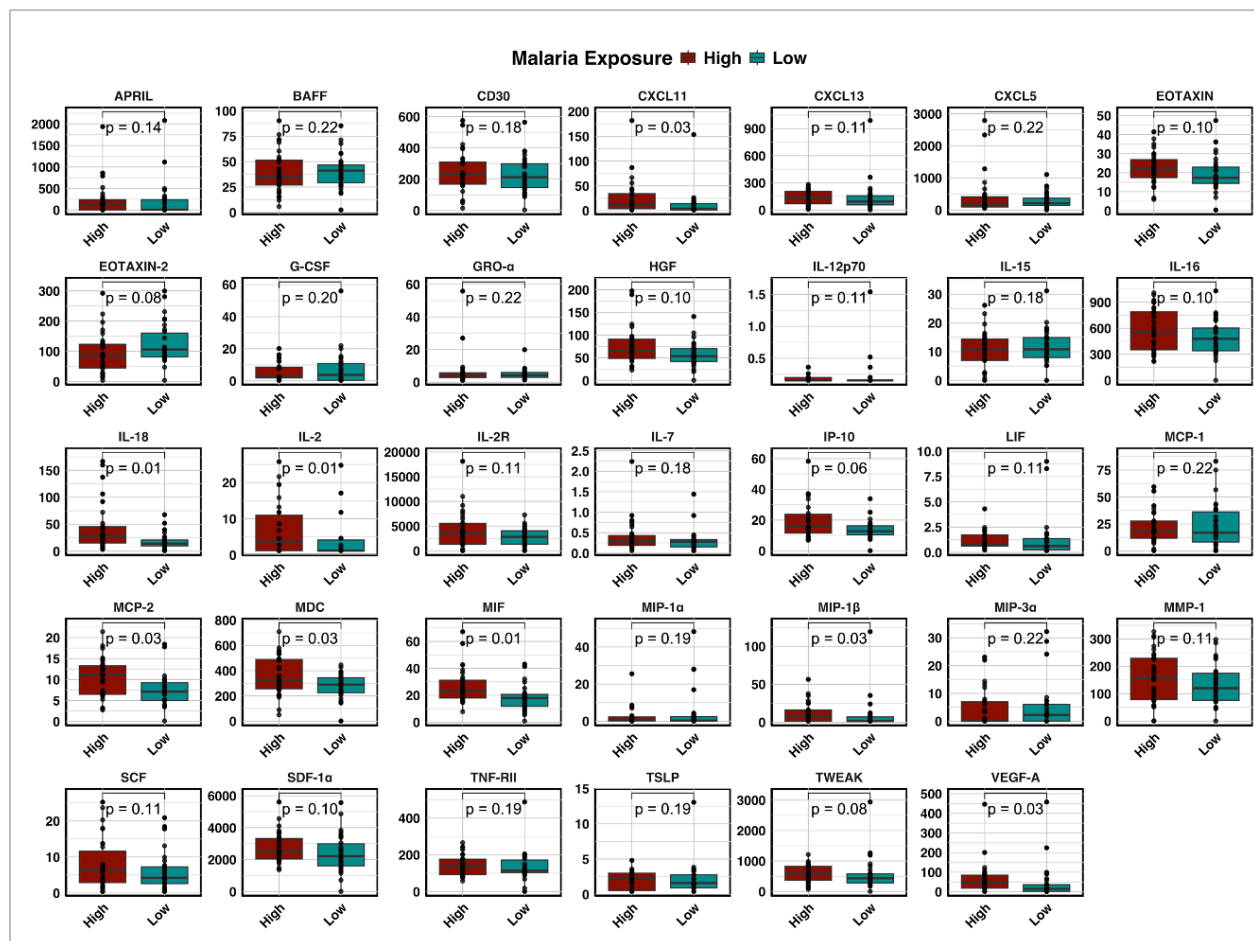 Malaria Exposure High Low
APRIL BAFF CD30 CXCL11 CXCL13 CXCL5 EOTAXIN
p = 0.14 p = 0.22 p = 0.18 p = 0.03 p = 0.11 p = 0.22 p = 0.10
2000 1500 1000 500 0
100 75 50 25 0
600 400 200 0
200 150 100 50 0
900 600 300 0
3000 2000 1000 0
50 40 30 20 10 0
High Low High Low High Low High Low High Low High Low High Low
EOTAXIN-2 G-CSF GRO-α HGF IL-12p70 IL-15 IL-16
p = 0.08 p = 0.20 p = 0.22 p = 0.10 p = 0.11 p = 0.18 p = 0.10
300 200 100 0
60 40 20 0
60 40 20 0
200 150 100 50 0
1.5 1.0 0.5
30 20 10 0
900 600 300 0
High Low High Low High Low High Low High Low High Low High Low
IL-18 IL-2 IL-2R IL-7 IP-10 LIF MCP-1
p = 0.01 p = 0.01 p = 0.11 p = 0.18 p = 0.06 p = 0.11 p = 0.22
150 100 50 0
20 10 0
20000 15000 10000 5000 0
2.5 2.0 1.5 1.0 0.5 0.0
60 40 20 0
10.0 7.5 5.0 2.5 0.0
75 50 25 0
High Low High Low High Low High Low High Low High Low High Low
MCP-2 MDC MIF MIP-1α MIP-1β MIP-3α MMP-1
p = 0.03 p = 0.03 p = 0.01 p = 0.19 p = 0.03 p = 0.22 p = 0.11
20 15 10 5 0
800 600 400 200 0
60 40 20 0
40 20 0
100 50 0
30 20 10 0
300 200 100 0
High Low High Low High Low High Low High Low High Low High Low
SCF SDF-1α TNF-RII TSLP TWEAK VEGF-A
p = 0.11 p = 0.10 p = 0.19 p = 0.19 p = 0.08 p = 0.03
20 10 0
6000 4000 2000 0
400 200 0
15 10 5 0
3000 2000 1000 0
500 400 300 200 100 0
High Low High Low High Low High Low High Low High Low